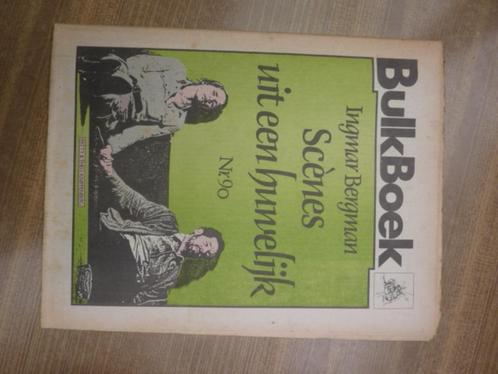 BulkBoek
Ingmar Bergman
Scènes
uit een huwelijk
Nr. 90